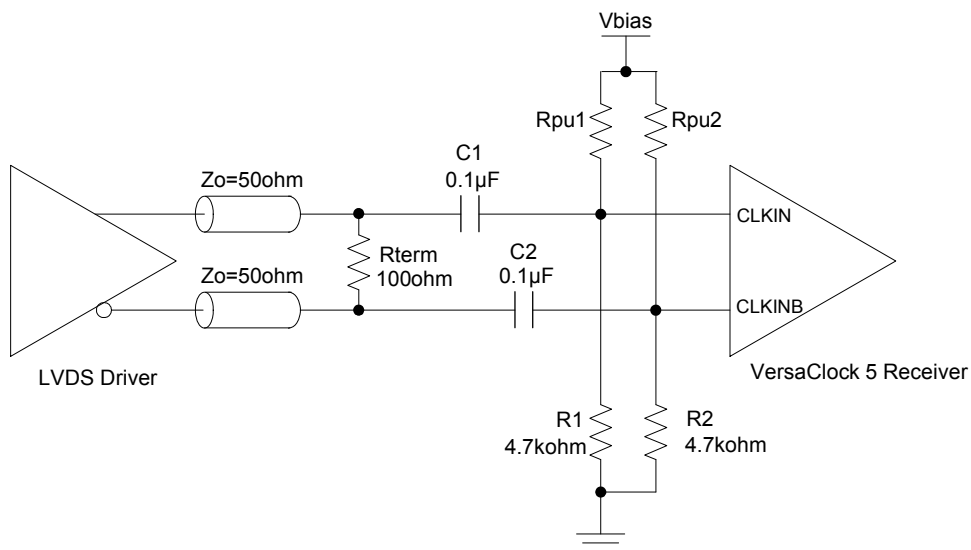 Vbias
Rpu1
Rpu2
C1
0.1µF
Zo=50ohm
CLKIN
Rterm
100ohm
C2
0.1µF
Zo=50ohm
CLKINB
LVDS Driver
VersaClock 5 Receiver
R1
4.7kohm
R2
4.7kohm